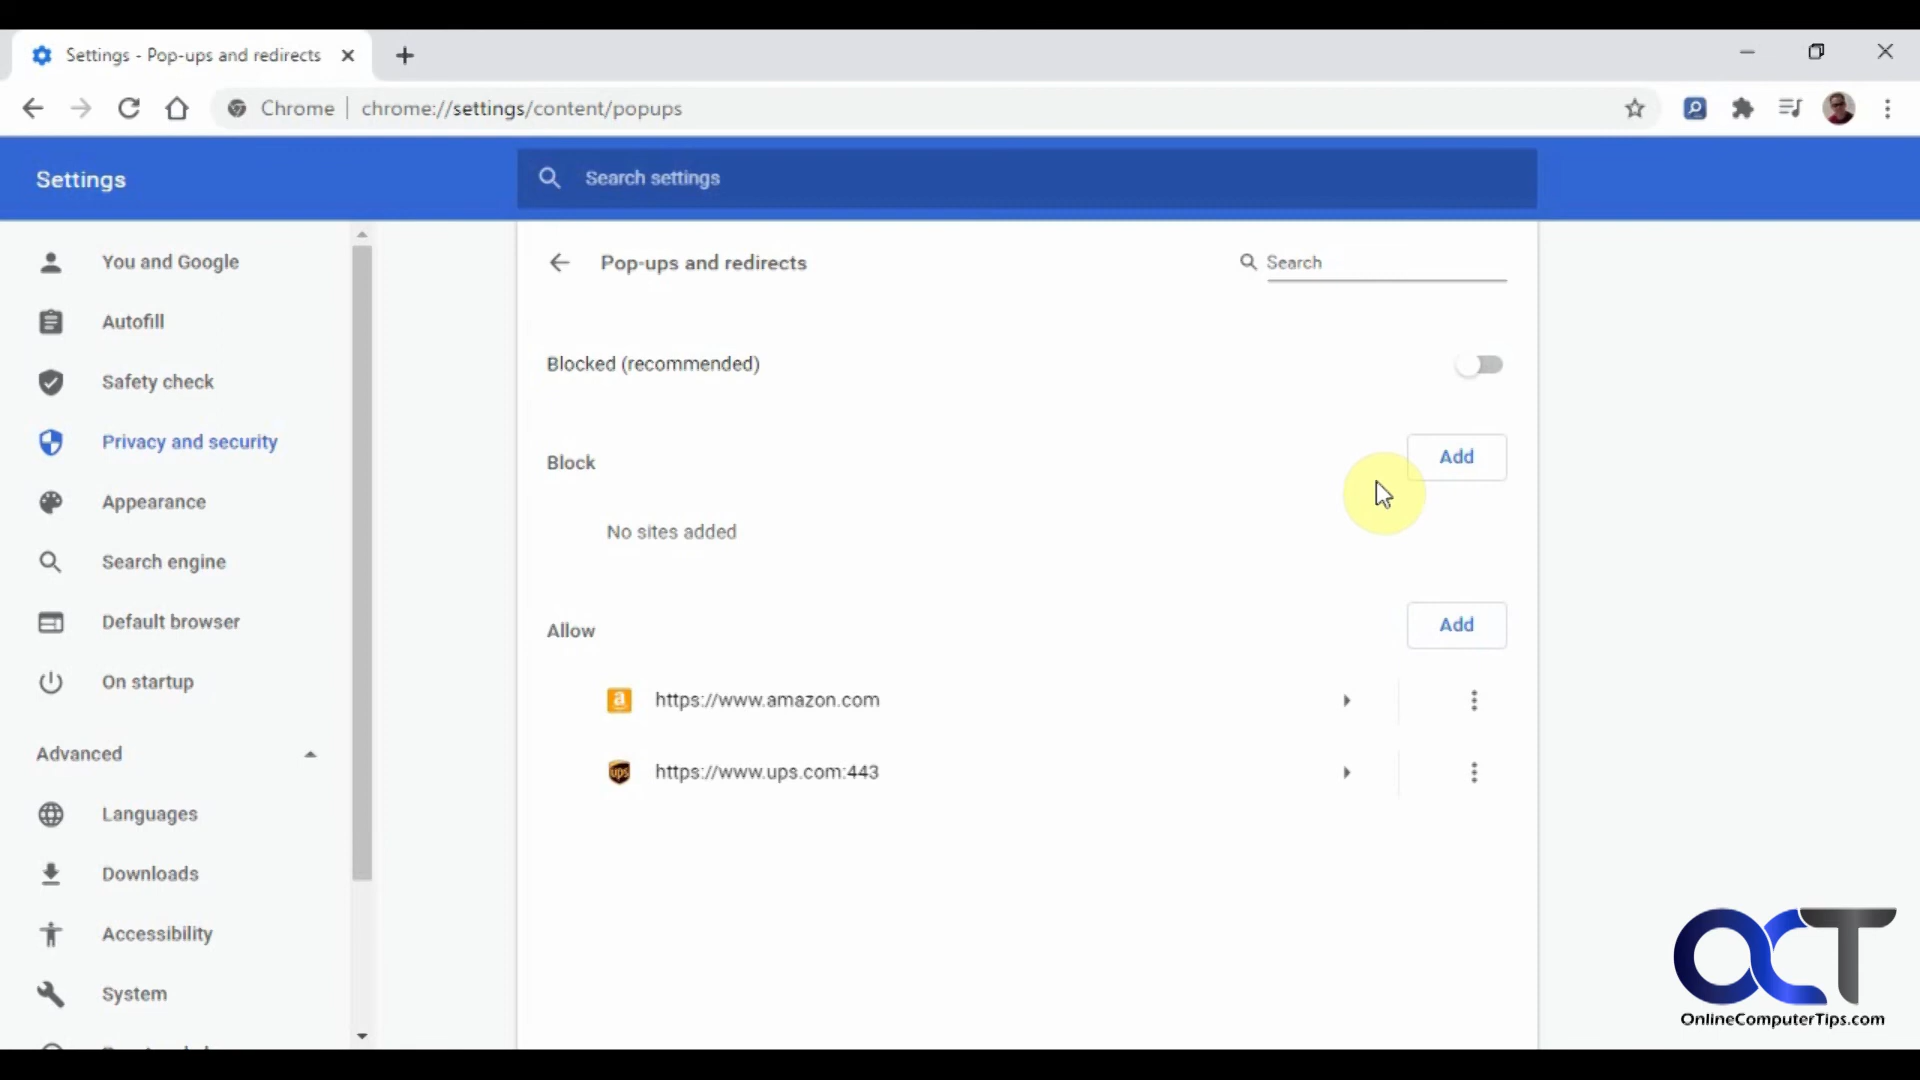 Settings - Pop-ups and redirects
Chrome chrome://settings/content/popups
Settings
Search settings
You and Google
Autofill
Safety check
Privacy and security
Appearance
Search engine
Default browser
On startup
Advanced
Languages
Downloads
Accessibility
System
Pop-ups and redirects
Search
Blocked (recommended)
Block
Add
No sites added
Allow
Add
a
https://www.amazon.com
ups
https://www.ups.com:443
OCT
OnlineComputerTips.com